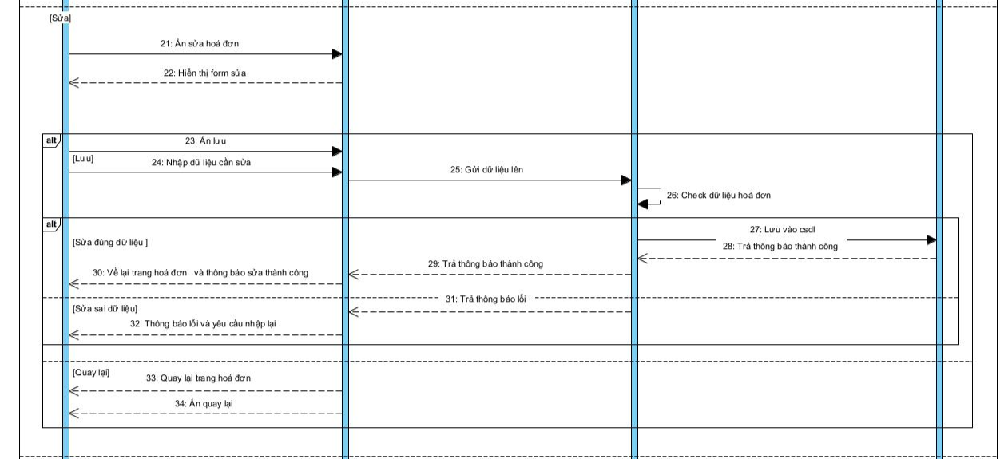 [Sửa]
21: Ấn sửa hoá đơn
22: Hiển thị form sửa
alt
23: Ấn lưu
[Lưu]
24: Nhập dữ liệu cần sửa
25: Gửi dữ liệu lên
26: Check dữ liệu hoá đơn
alt
27: Lưu vào csdl
[Sửa đúng dữ liệu ]
28: Trả thông báo thành công
29: Trả thông báo thành công
30: Về lại trang hoá đơn và thông báo sửa thành công
31: Trả thông báo lỗi
[Sửa sai dữ liệu]
32: Thông báo lỗi và yêu cầu nhập lại
[Quay lại]
33: Quay lại trang hoá đơn
34: Ấn quay lại